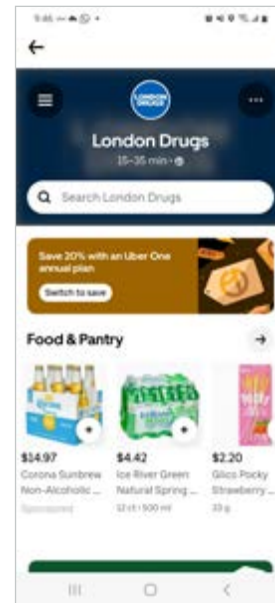 LONDON
DRUGS
London Drugs
15-35 min •
Search London Drugs
Save 20% with an Uber One
annual plan
Switch to save
Food & Pantry
$14.97
Corona Sunbrew
Non-Alcoholic ...
Sponsored
$4.42
Ice River Green
Natural Spring ...
12 ct • 500 ml
$2.20
Glico Pocky
Strawberry ...
33 g